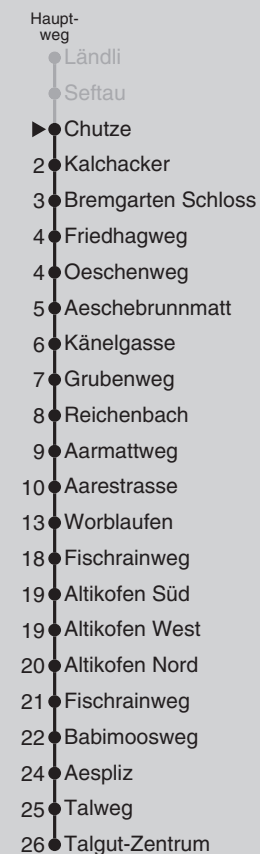 Haupt-
weg
Ländli
Seftau
Chutze
2 Kalchacker
3 Bremgarten Schloss
4 Friedhagweg
4 Oeschenweg
5 Aeschebrunnmatt
6 Känelgasse
7 Grubenweg
8 Reichenbach
9 Aarmattweg
10 Aarestrasse
13 Worblaufen
18 Fischrainweg
19 Altikofen Süd
19 Altikofen West
20 Altikofen Nord
21 Fischrainweg
22 Babimoosweg
24 Aespliz
25 Talweg
26 Talgut-Zentrum